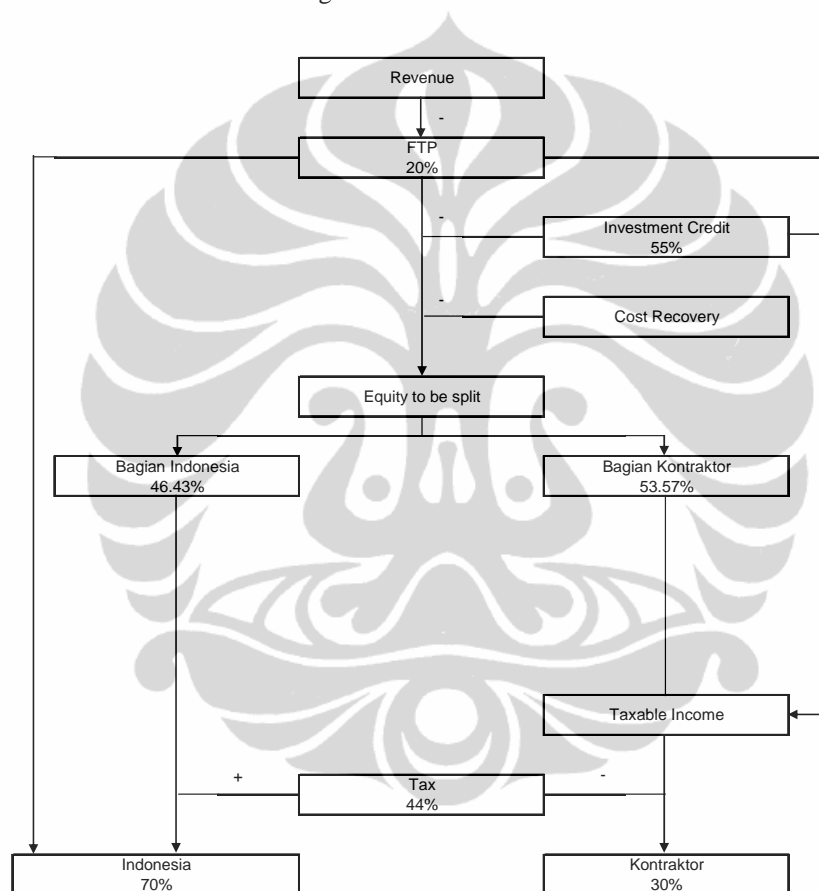 Revenue
-
FTP
20%
-
Investment Credit
55%
-
Cost Recovery
Equity to be split
Bagian Indonesia
46.43%
Bagian Kontraktor
53.57%
Taxable Income
+
Tax
44%
-
Indonesia
70%
Kontraktor
30%